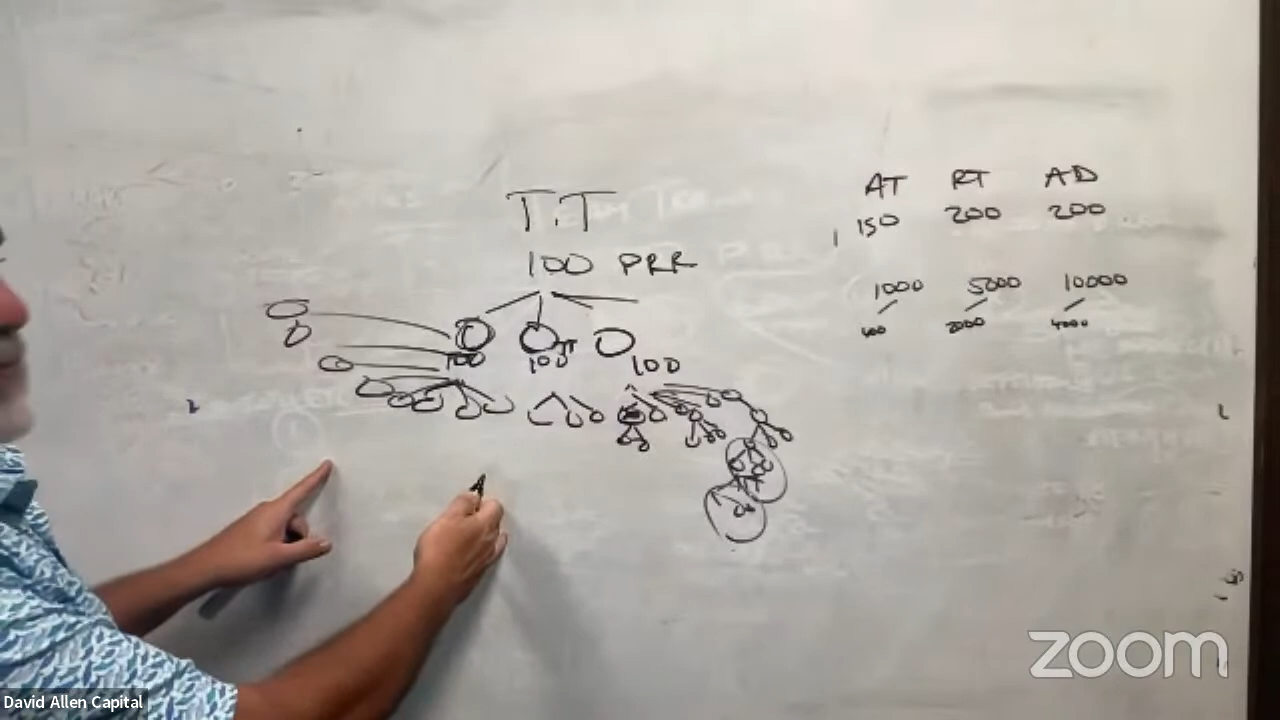 T.T
100 PRR
100 100 100
AT RT AD
150 200 200
1000 5000 10000
400 2000 4000
David Allen Capital
zoom